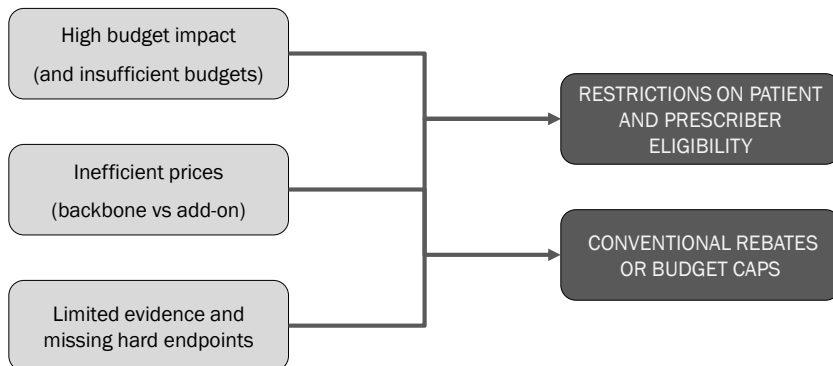 High budget impact
(and insufficient budgets)
Inefficient prices
(backbone vs add-on)
Limited evidence and
missing hard endpoints
RESTRICTIONS ON PATIENT
AND PRESCRIBER
ELIGIBILITY
CONVENTIONAL REBATES
OR BUDGET CAPS